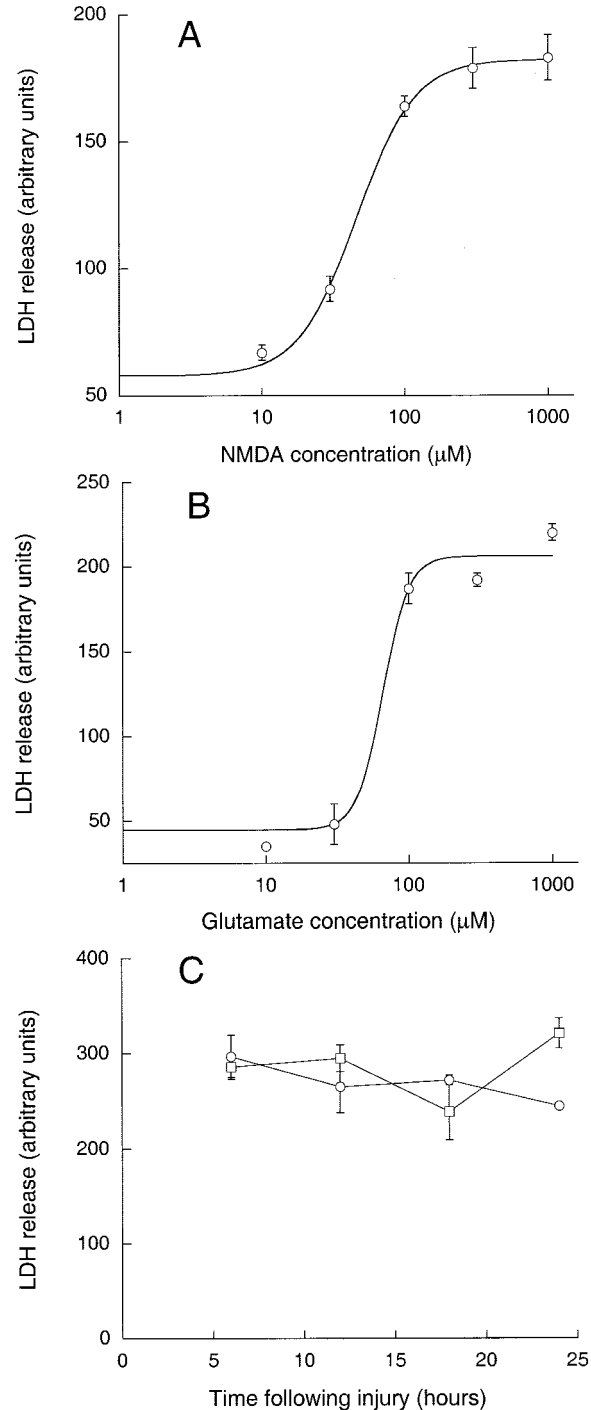 A
LDH release (arbitrary units)
200
150
100
50
1 10 100 1000
NMDA concentration (μM)
B
LDH release (arbitrary units)
250
200
150
100
50
1 10 100 1000
Glutamate concentration (μM)
C
LDH release (arbitrary units)
400
300
200
100
0
0 5 10 15 20 25
Time following injury (hours)